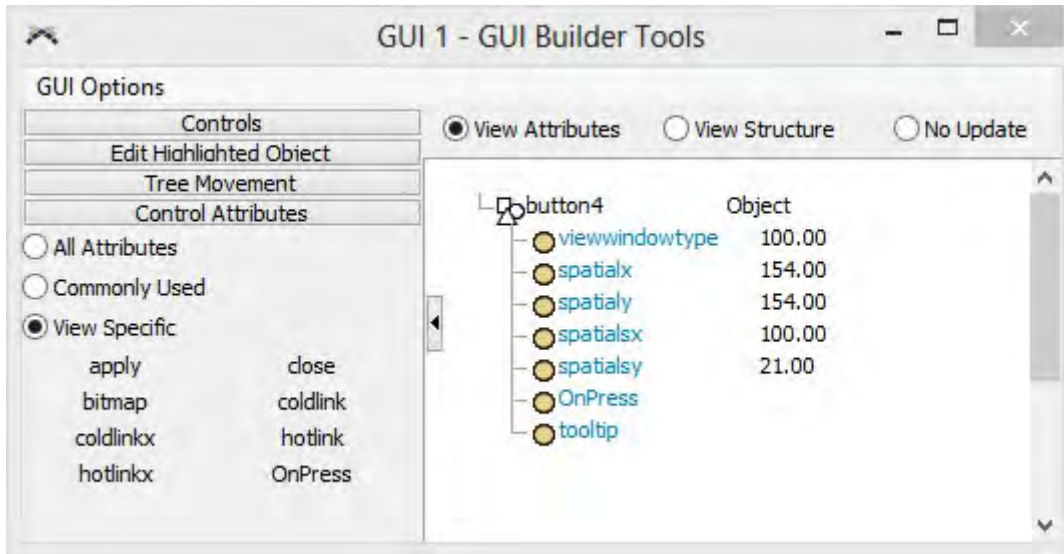 GUI 1 - GUI Builder Tools
GUI Options
Controls
Edit Highlighted Object
Tree Movement
Control Attributes
All Attributes
Commonly Used
View Specific
apply close
bitmap coldlink
coldlinkx hotlink
hotlinkx OnPress
View Attributes View Structure No Update
button4 Object
viewwindowtype 100.00
spatialx 154.00
spatialy 154.00
spatialsx 100.00
spatialsy 21.00
OnPress
tooltip